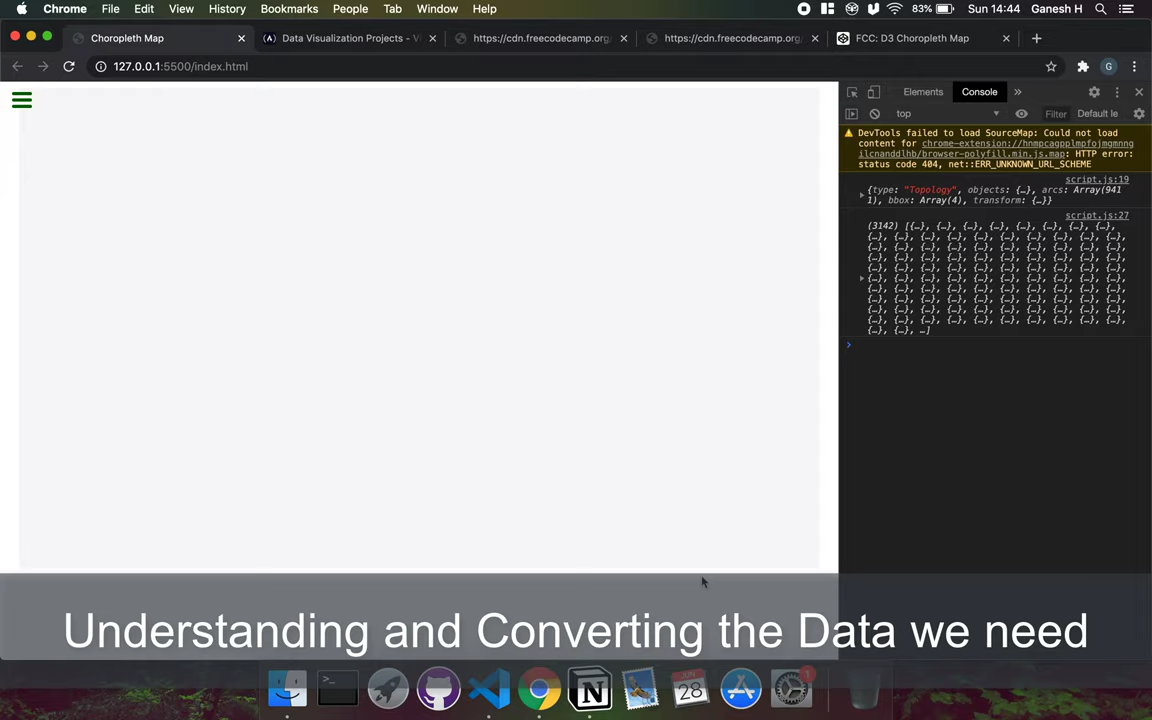 Chrome File Edit View History Bookmarks People Tab Window Help 83% Sun 14:44 Ganesh H
Choropleth Map Data Visualization Projects - V https://cdn.freecodecamp.org, https://cdn.freecodecamp.org, FCC: D3 Choropleth Map
127.0.0.1:5500/index.html G
Elements Console »
top Filter Default le
DevTools failed to load SourceMap: Could not load
content for chrome-extension://hnmpcagpplmpfojmgmnng
ilcnanddlhb/browser-polyfill.min.js.map: HTTP error:
status code 404, net::ERR_UNKNOWN_URL_SCHEME
script.js:19
{type: "Topology", objects: {…}, arcs: Array(941
1), bbox: Array(4), transform: {…}}
script.js:27
(3142) [{…}, {…}, {…}, {…}, {…}, {…}, {…}, {…},
{…}, {…}, {…}, {…}, {…}, {…}, {…}, {…}, {…}, {…},
{…}, {…}, {…}, {…}, {…}, {…}, {…}, {…}, {…}, {…},
{…}, {…}, {…}, {…}, {…}, {…}, {…}, {…}, {…}, {…},
{…}, {…}, {…}, {…}, {…}, {…}, {…}, {…}, {…}, {…},
{…}, {…}, {…}, {…}, {…}, {…}, {…}, {…}, {…}, {…},
{…}, {…}, {…}, {…}, {…}, {…}, {…}, {…}, {…}, {…},
{…}, {…}, {…}, {…}, {…}, {…}, {…}, {…}, {…}, {…},
{…}, {…}, {…}, {…}, {…}, {…}, {…}, {…}, {…}, {…},
{…}, {…}, {…}, {…}, {…}, {…}, {…}, {…}, {…}, {…},
{…}, {…}, …]
Understanding and Converting the Data we need
JUN
28
1